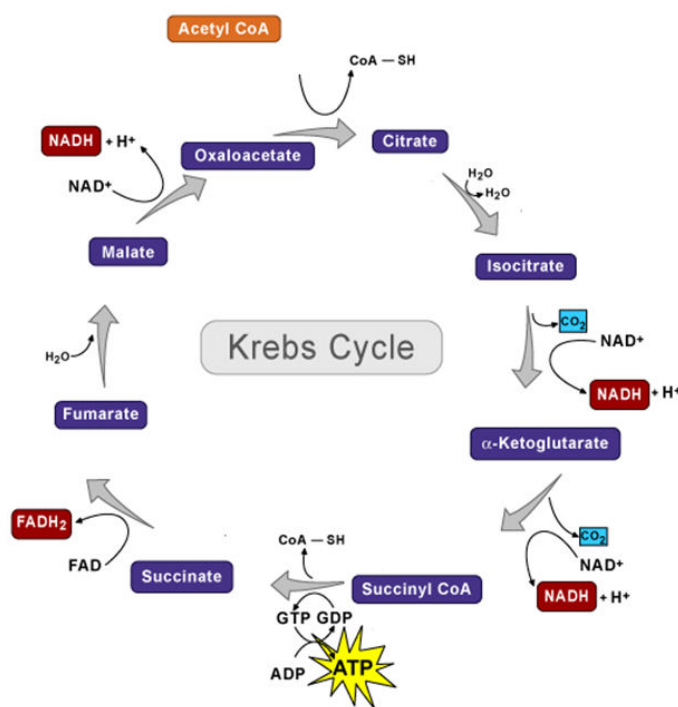 Acetyl CoA
CoA — SH
NADH + H+
Oxaloacetate
Citrate
NAD+
H₂O
H₂O
Malate
Isocitrate
CO₂
Krebs Cycle
NAD+
H₂O
NADH + H+
Fumarate
α-Ketoglutarate
FADH₂
CoA — SH
CO₂
FAD
Succinate
NAD+
Succinyl CoA
NADH + H+
GTP GDP
ADP
ATP